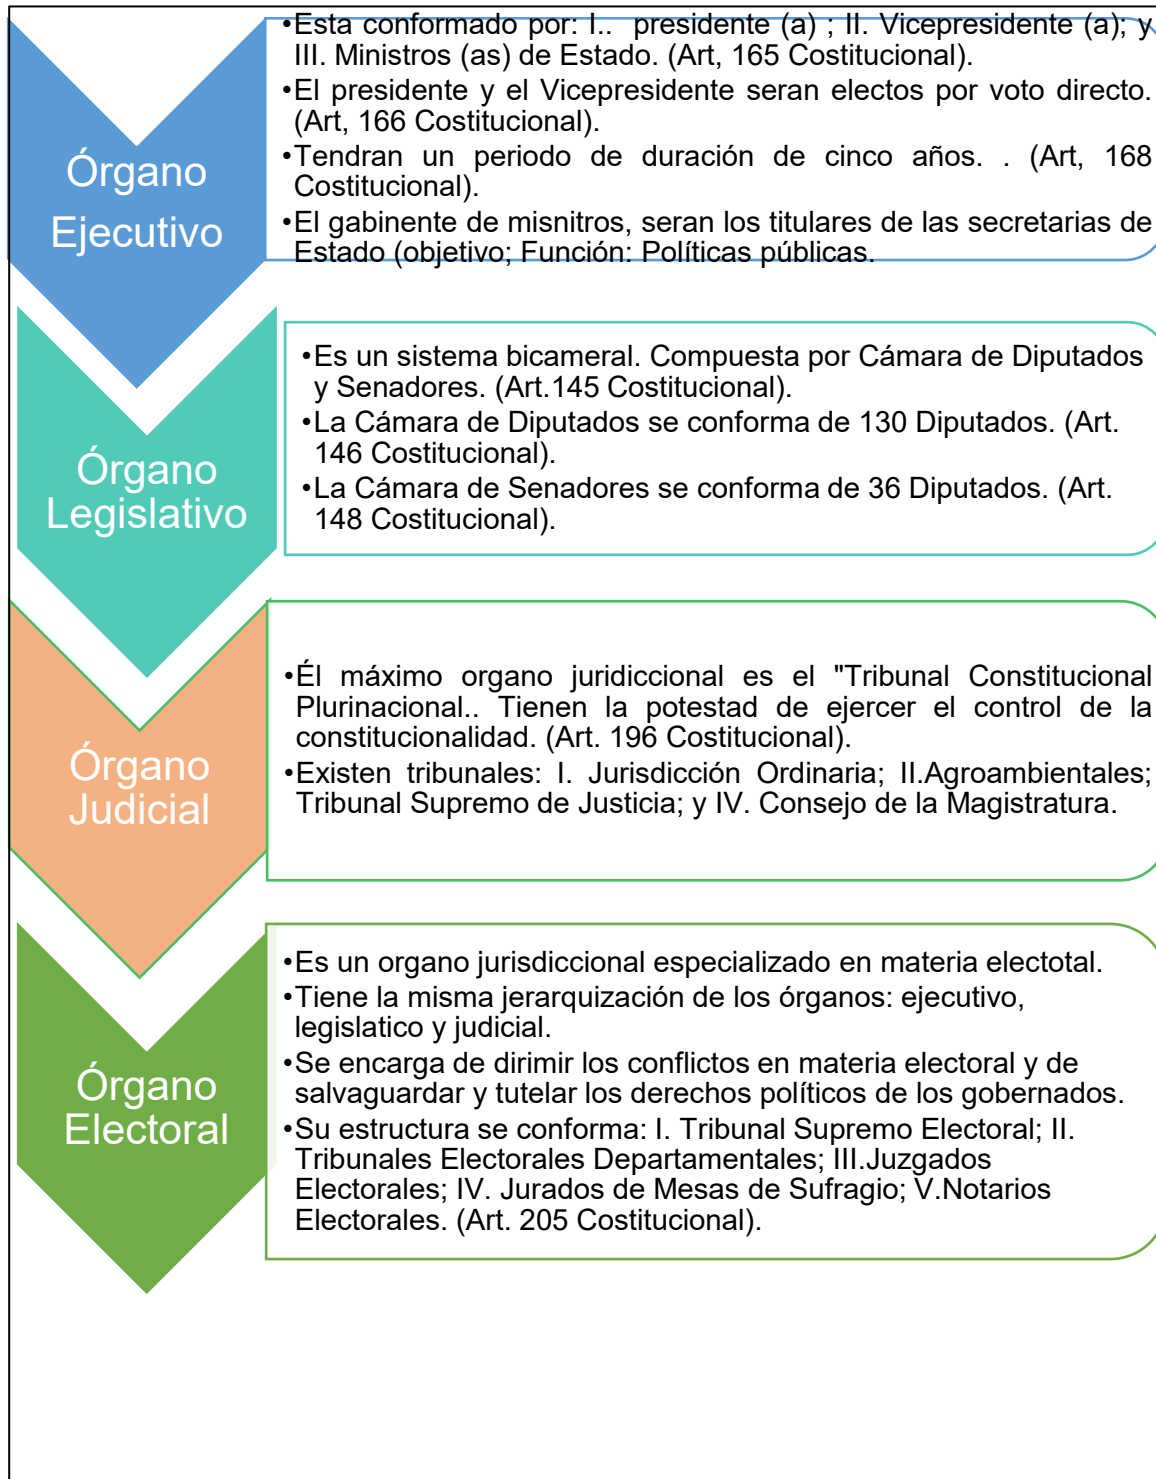 Órgano
Ejecutivo
•Esta conformado por: I.. presidente (a) ; II. Vicepresidente (a); y
III. Ministros (as) de Estado. (Art, 165 Costitucional).
•El presidente y el Vicepresidente seran electos por voto directo.
(Art, 166 Costitucional).
•Tendran un periodo de duración de cinco años. . (Art, 168
Costitucional).
•El gabinente de misnitros, seran los titulares de las secretarias de
Estado (objetivo; Función: Políticas públicas.
Órgano
Legislativo
•Es un sistema bicameral. Compuesta por Cámara de Diputados
y Senadores. (Art.145 Costitucional).
•La Cámara de Diputados se conforma de 130 Diputados. (Art.
146 Costitucional).
•La Cámara de Senadores se conforma de 36 Diputados. (Art.
148 Costitucional).
Órgano
Judicial
•Él máximo organo juridiccional es el "Tribunal Constitucional
Plurinacional.. Tienen la potestad de ejercer el control de la
constitucionalidad. (Art. 196 Costitucional).
•Existen tribunales: I. Jurisdicción Ordinaria; II.Agroambientales;
Tribunal Supremo de Justicia; y IV. Consejo de la Magistratura.
Órgano
Electoral
•Es un organo jurisdiccional especializado en materia electotal.
•Tiene la misma jerarquización de los órganos: ejecutivo,
legislatico y judicial.
•Se encarga de dirimir los conflictos en materia electoral y de
salvaguardar y tutelar los derechos políticos de los gobernados.
•Su estructura se conforma: I. Tribunal Supremo Electoral; II.
Tribunales Electorales Departamentales; III.Juzgados
Electorales; IV. Jurados de Mesas de Sufragio; V.Notarios
Electorales. (Art. 205 Costitucional).